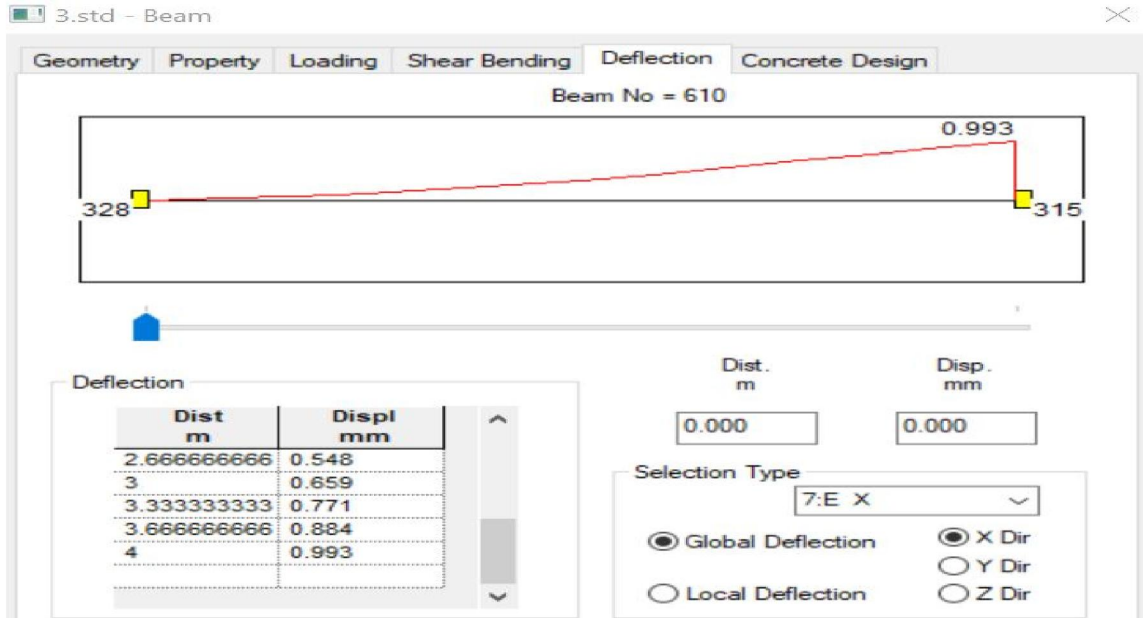 3.std - Beam
Geometry Property Loading Shear Bending Deflection Concrete Design
Beam No = 610
0.993
328
315
Dist. Disp.
m mm
Deflection
Dist Displ
m mm
0.000 0.000
2.666666666 0.548
3 0.659
3.333333333 0.771
3.666666666 0.884
4 0.993
Selection Type
7:E X
Global Deflection
X Dir
Y Dir
Local Deflection
Z Dir